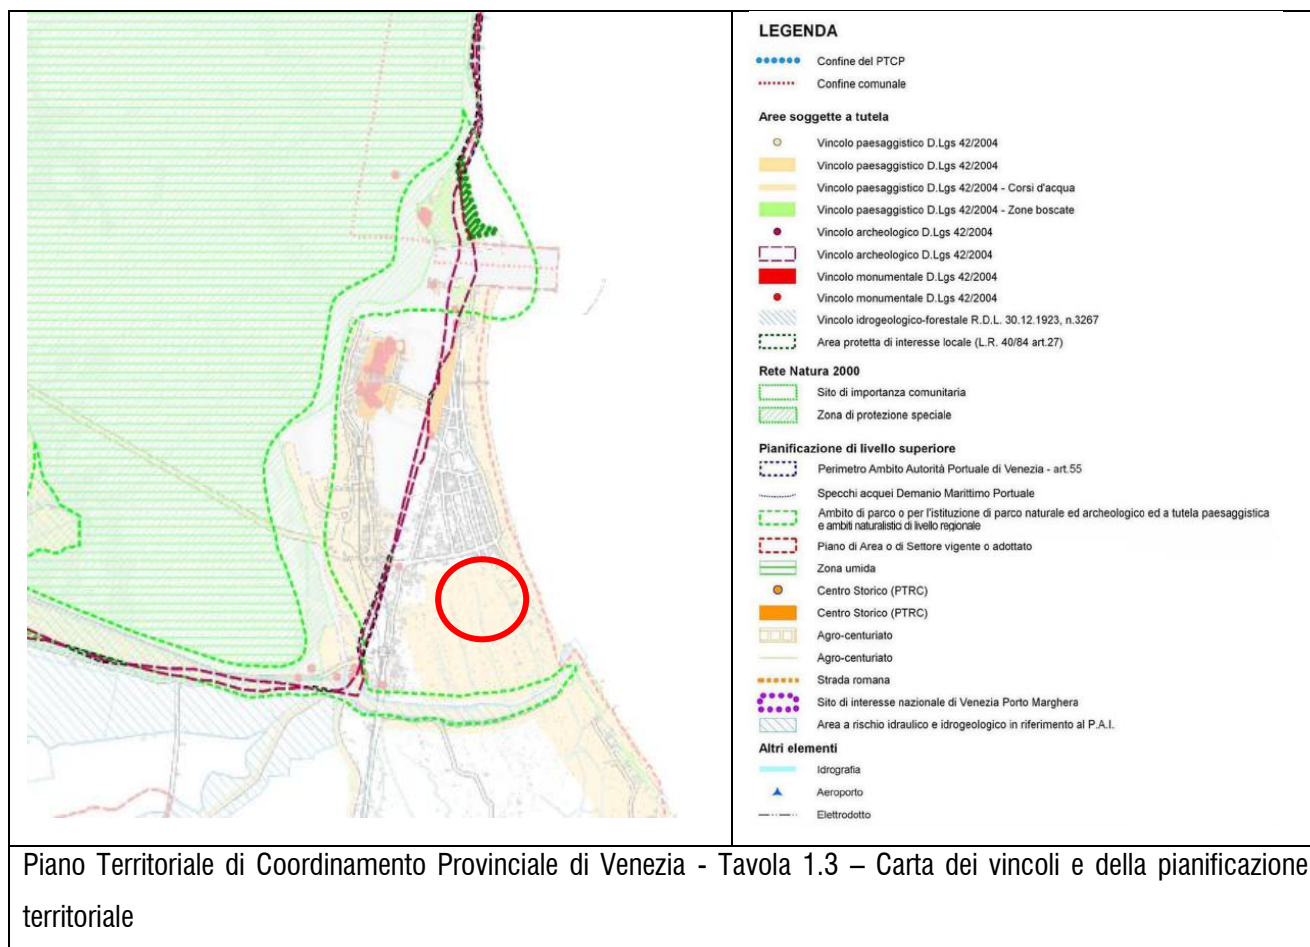 LEGENDA
Confine del PTCP
Confine comunale
Aree soggette a tutela
Vincolo paesaggistico D.Lgs 42/2004
Vincolo paesaggistico D.Lgs 42/2004
Vincolo paesaggistico D.Lgs 42/2004 - Corsi d'acqua
Vincolo paesaggistico D.Lgs 42/2004 - Zone boscate
Vincolo archeologico D.Lgs 42/2004
Vincolo archeologico D.Lgs 42/2004
Vincolo monumentale D.Lgs 42/2004
Vincolo monumentale D.Lgs 42/2004
Vincolo idrogeologico-forestale R.D.L. 30.12.1923, n.3267
Area protetta di interesse locale (L.R. 40/84 art.27)
Rete Natura 2000
Sito di importanza comunitaria
Zona di protezione speciale
Pianificazione di livello superiore
Perimetro Ambito Autorità Portuale di Venezia - art.55
Specchi acquei Demanio Marittimo Portuale
Ambito di parco o per l'istituzione di parco naturale ed archeologico ed a tutela paesaggistica
e ambiti naturalistici di livello regionale
Piano di Area o di Settore vigente o adottato
Zona umida
Centro Storico (PTRC)
Centro Storico (PTRC)
Agro-centuriato
Agro-centuriato
Strada romana
Sito di interesse nazionale di Venezia Porto Marghera
Area a rischio idraulico e idrogeologico in riferimento al P.A.I.
Altri elementi
Idrografia
Aeroporto
Elettrodotto
Piano Territoriale di Coordinamento Provinciale di Venezia - Tavola 1.3 – Carta dei vincoli e della pianificazione
territoriale